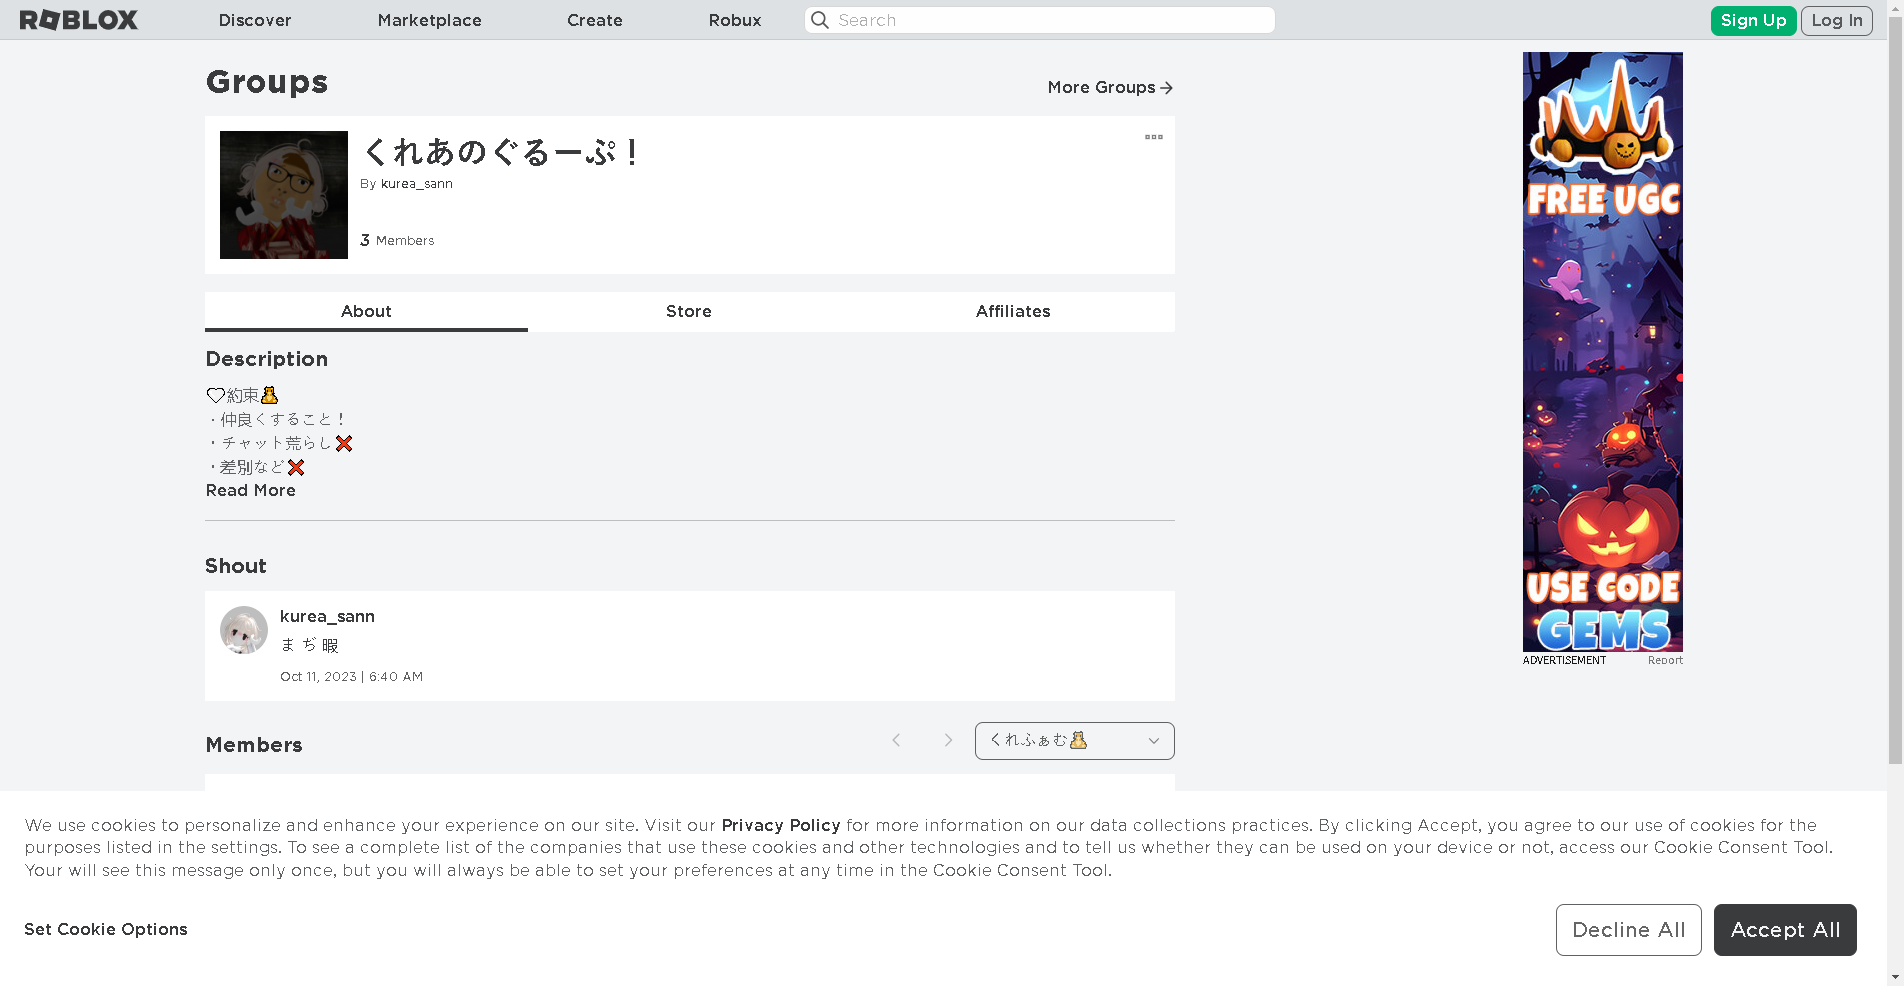 ROBLOX
Discover
Marketplace
Create
Robux
Search
Sign Up
Log In
Groups
More Groups
くれあのぐるーぷ！
By kurea_sann
3 Members
About
Store
Affiliates
Description
♡約束🧸
・仲良くすること！
・チャット荒らし❌
・差別など❌
Read More
Shout
kurea_sann
ま ぢ 暇
Oct 11, 2023 | 6:40 AM
Members
くれふぁむ🧸
FREE UGC
USE CODE
GEMS
ADVERTISEMENT
Report
We use cookies to personalize and enhance your experience on our site. Visit our Privacy Policy for more information on our data collections practices. By clicking Accept, you agree to our use of cookies for the
purposes listed in the settings. To see a complete list of the companies that use these cookies and other technologies and to tell us whether they can be used on your device or not, access our Cookie Consent Tool.
Your will see this message only once, but you will always be able to set your preferences at any time in the Cookie Consent Tool.
Set Cookie Options
Decline All
Accept All